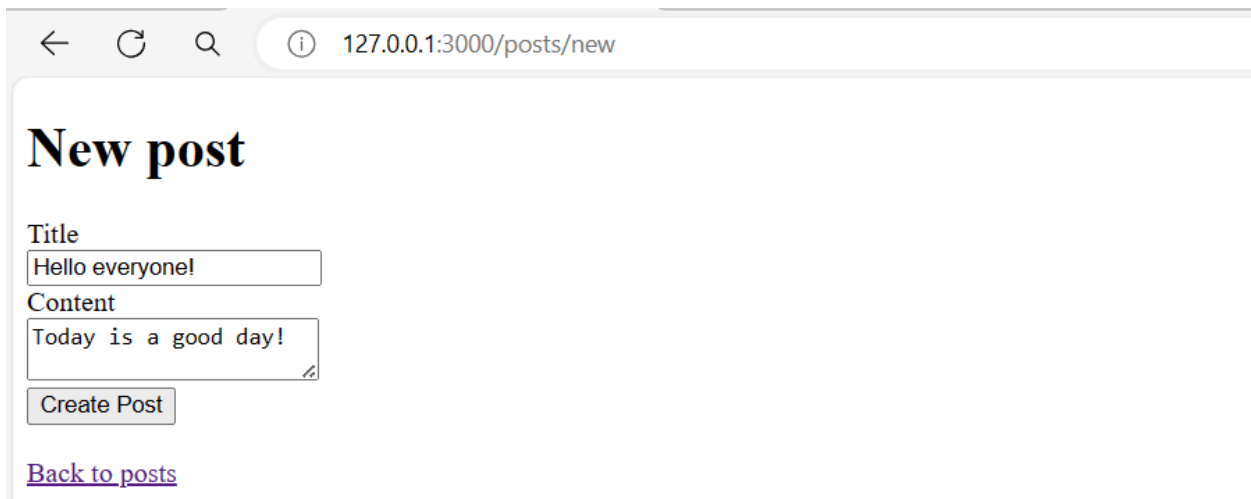 127.0.0.1:3000/posts/new
New post
Title
Hello everyone!
Content
Today is a good day!
Create Post
Back to posts